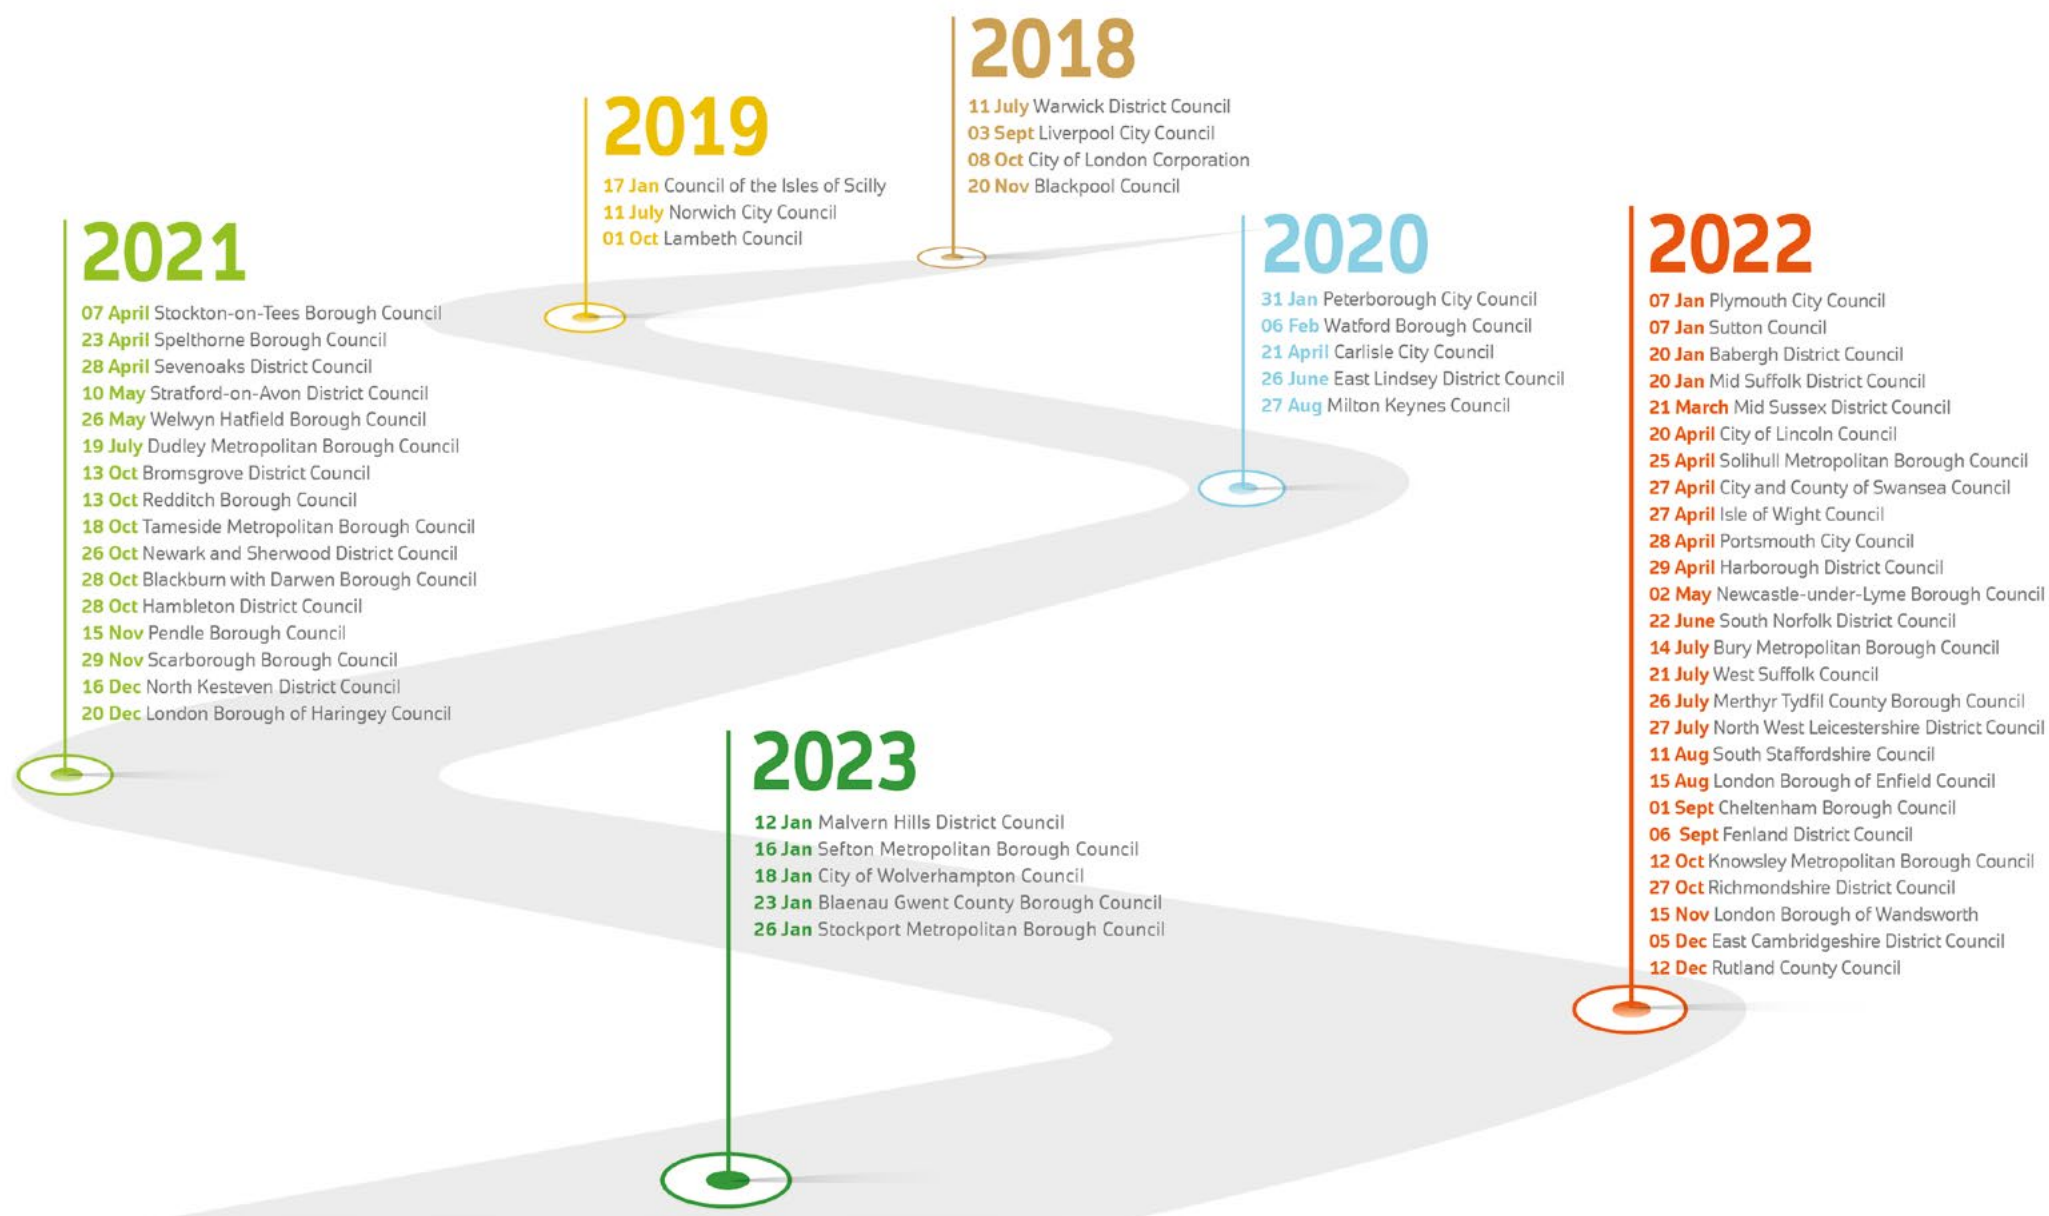 2018
11 July Warwick District Council
03 Sept Liverpool City Council
08 Oct City of London Corporation
20 Nov Blackpool Council
2019
17 Jan Council of the Isles of Scilly
11 July Norwich City Council
01 Oct Lambeth Council
2020
31 Jan Peterborough City Council
06 Feb Watford Borough Council
21 April Carlisle City Council
26 June East Lindsey District Council
27 Aug Milton Keynes Council
2021
07 April Stockton-on-Tees Borough Council
23 April Spelthorne Borough Council
28 April Sevenoaks District Council
10 May Stratford-on-Avon District Council
26 May Welwyn Hatfield Borough Council
19 July Dudley Metropolitan Borough Council
13 Oct Bromsgrove District Council
13 Oct Redditch Borough Council
18 Oct Tameside Metropolitan Borough Council
26 Oct Newark and Sherwood District Council
28 Oct Blackburn with Darwen Borough Council
28 Oct Hambleton District Council
15 Nov Pendle Borough Council
29 Nov Scarborough Borough Council
16 Dec North Kesteven District Council
20 Dec London Borough of Haringey Council
2022
07 Jan Plymouth City Council
07 Jan Sutton Council
20 Jan Babergh District Council
20 Jan Mid Suffolk District Council
21 March Mid Sussex District Council
20 April City of Lincoln Council
25 April Solihull Metropolitan Borough Council
27 April City and County of Swansea Council
27 April Isle of Wight Council
28 April Portsmouth City Council
29 April Harborough District Council
02 May Newcastle-under-Lyme Borough Council
22 June South Norfolk District Council
14 July Bury Metropolitan Borough Council
21 July West Suffolk Council
26 July Merthyr Tydfil County Borough Council
27 July North West Leicestershire District Council
11 Aug South Staffordshire Council
15 Aug London Borough of Enfield Council
01 Sept Cheltenham Borough Council
06 Sept Fenland District Council
12 Oct Knowsley Metropolitan Borough Council
27 Oct Richmondshire District Council
15 Nov London Borough of Wandsworth
05 Dec East Cambridgeshire District Council
12 Dec Rutland County Council
2023
12 Jan Malvern Hills District Council
16 Jan Sefton Metropolitan Borough Council
18 Jan City of Wolverhampton Council
23 Jan Blaenau Gwent County Borough Council
26 Jan Stockport Metropolitan Borough Council